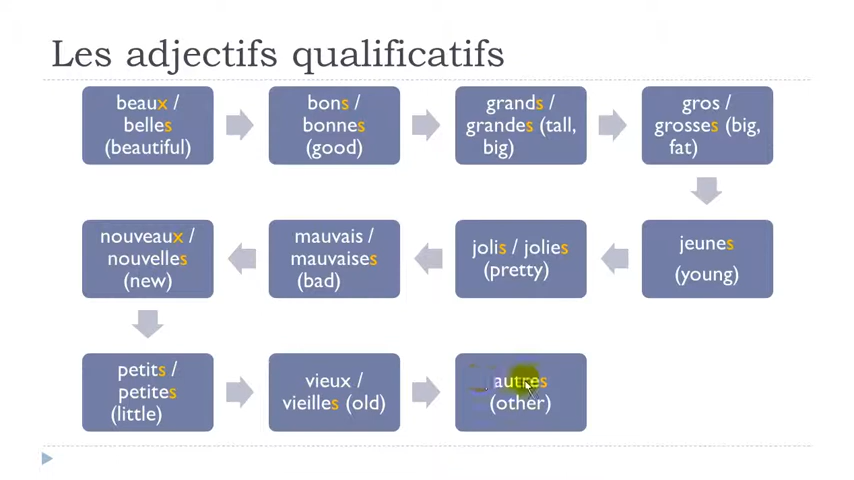 Les adjectifs qualificatifs
beaux /
belles
(beautiful)
bons /
bonnes
(good)
grands /
grandes (tall,
big)
gros /
grosses (big,
fat)
jeunes
(young)
jolis / jolies
(pretty)
mauvais /
mauvaises
(bad)
nouveaux /
nouvelles
(new)
petits /
petites
(little)
vieux /
vieilles (old)
autres
(other)